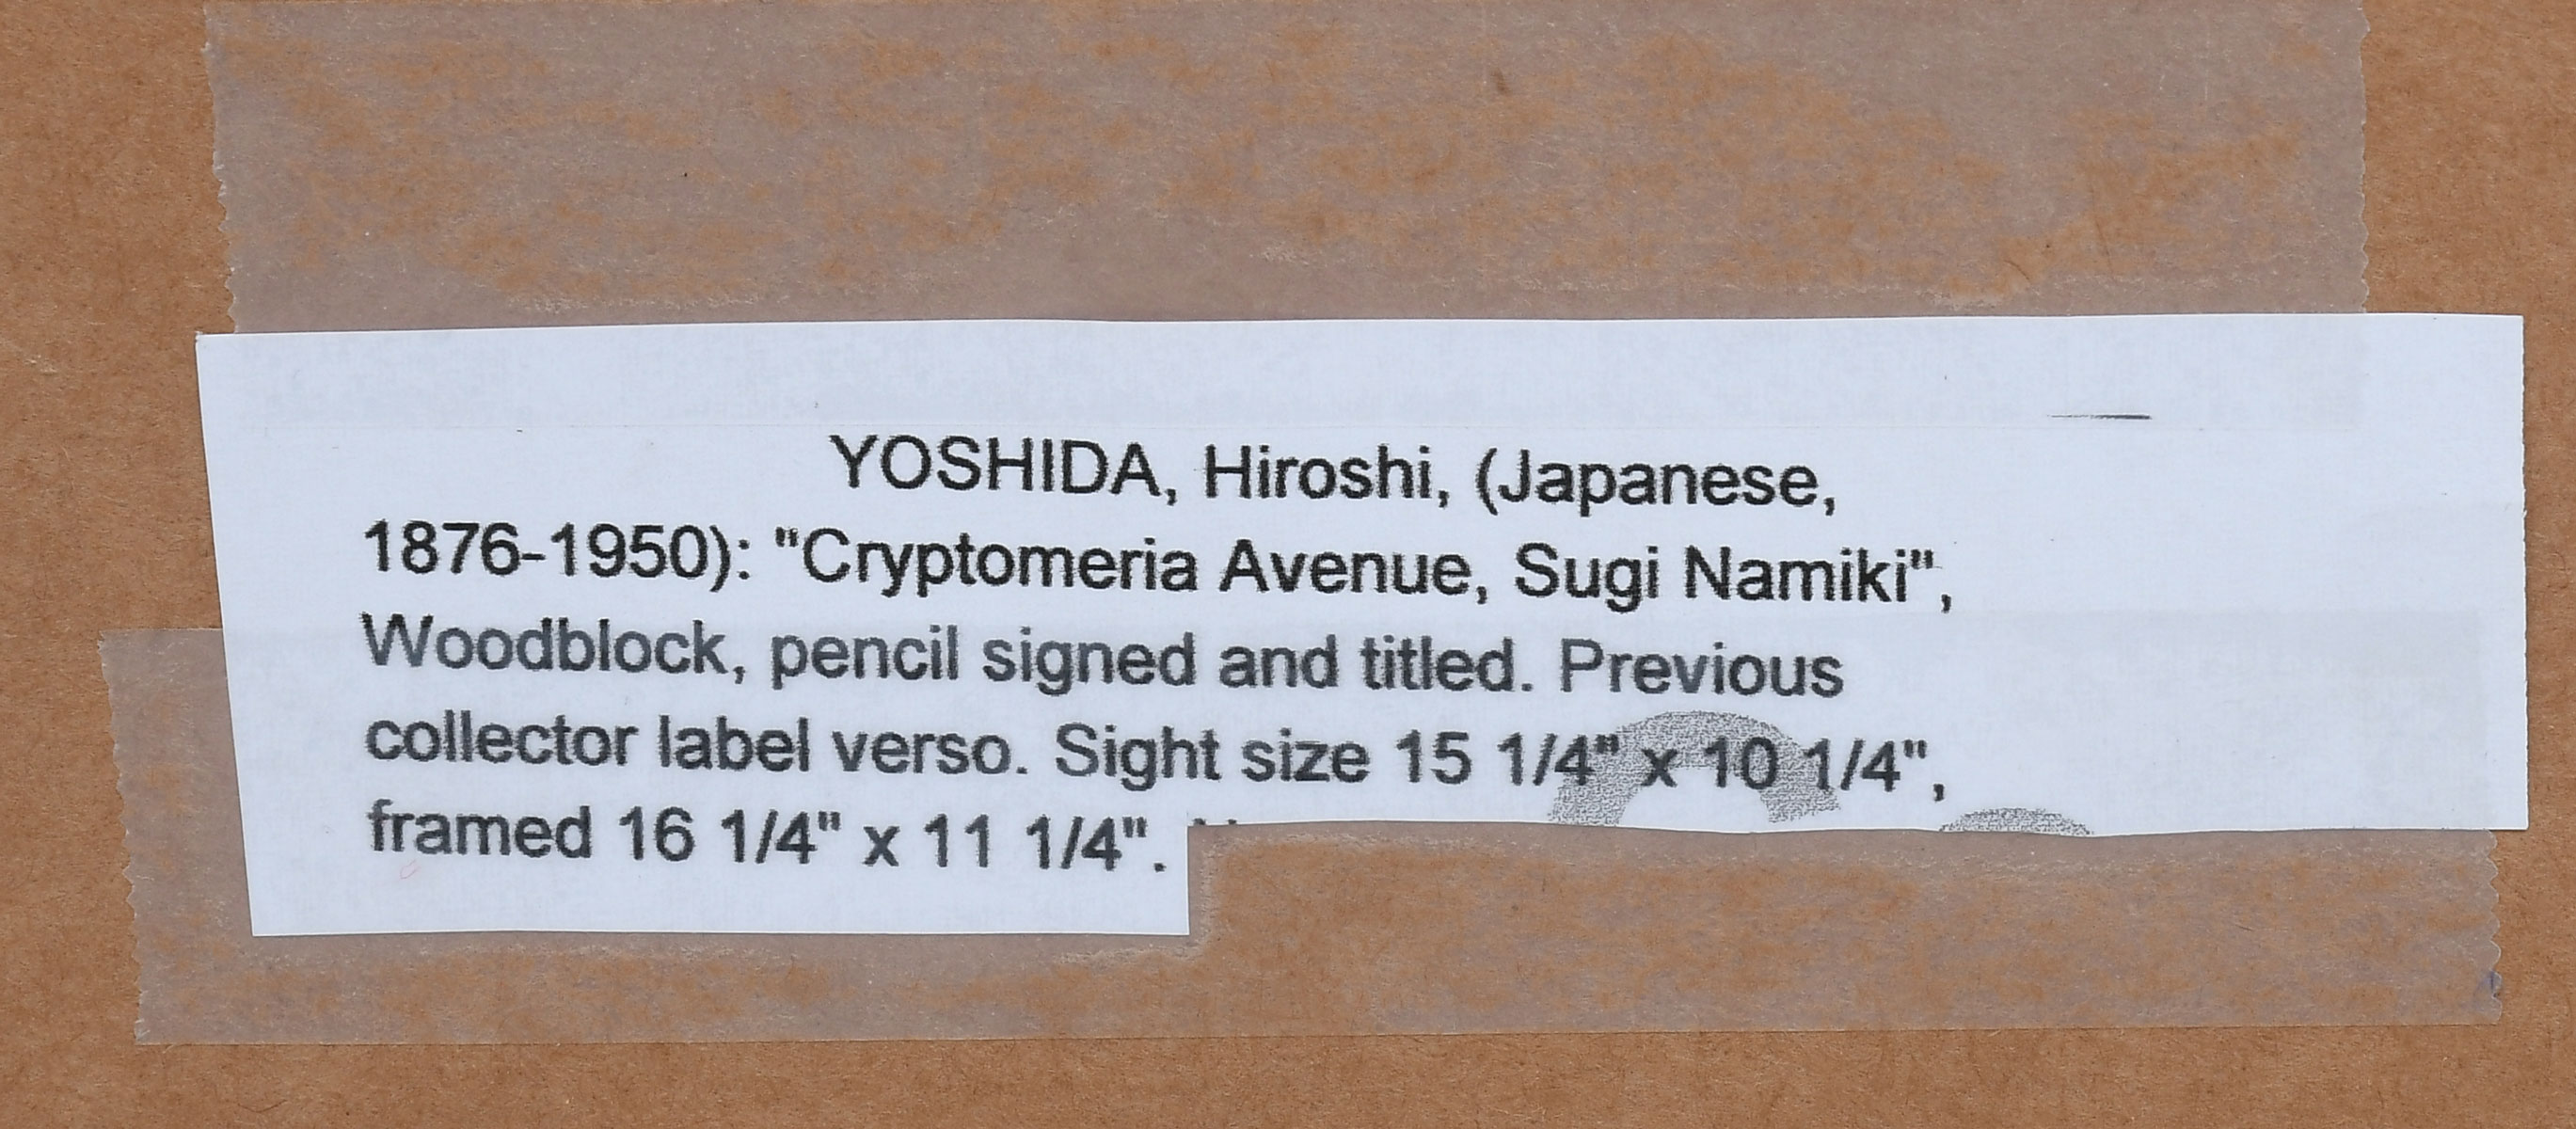 YOSHIDA, Hiroshi, (Japanese,
1876-1950): "Cryptomeria Avenue, Sugi Namiki",
Woodblock, pencil signed and titled. Previous
collector label verso. Sight size 15 1/4" x 10 1/4",
framed 16 1/4" x 11 1/4".